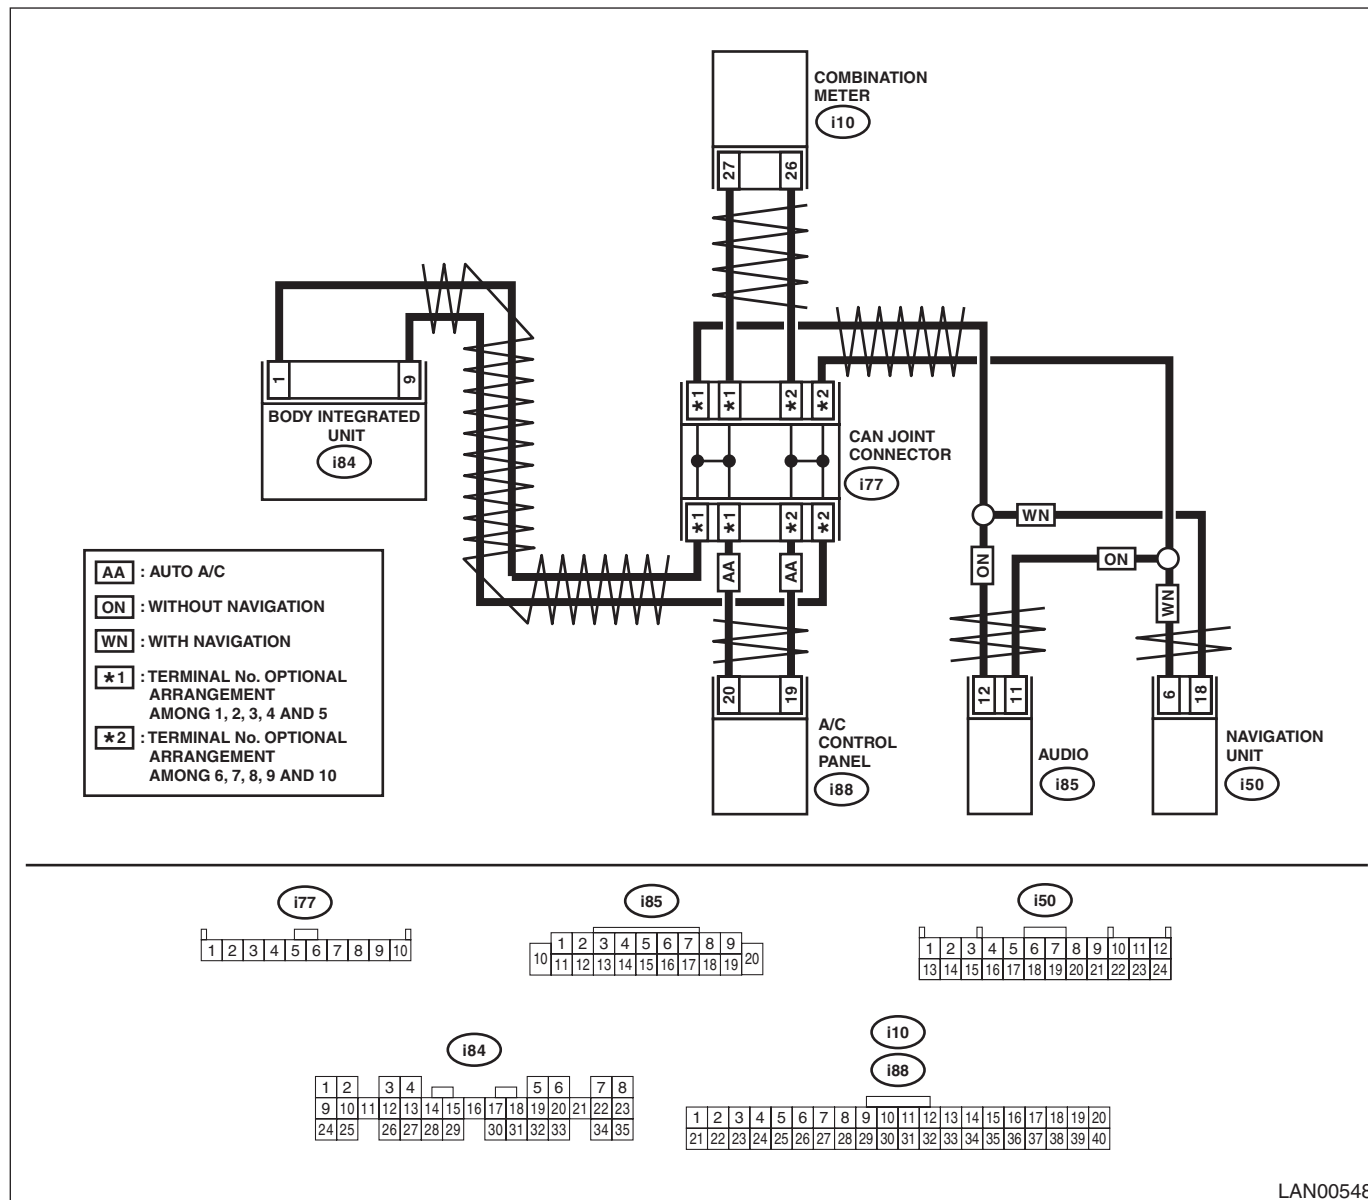 COMBINATION
METER
i10
27 26
1 9
BODY INTEGRATED
UNIT
i84
*1 *1 *2 *2
CAN JOINT
CONNECTOR
i77
*1 *1 *2 *2
WN
AA AA
ON
ON
WN
AA : AUTO A/C
ON : WITHOUT NAVIGATION
WN : WITH NAVIGATION
*1 : TERMINAL No. OPTIONAL
ARRANGEMENT
AMONG 1, 2, 3, 4 AND 5
*2 : TERMINAL No. OPTIONAL
ARRANGEMENT
AMONG 6, 7, 8, 9 AND 10
20 19
A/C
CONTROL
PANEL
i88
12 11
AUDIO
i85
6 18
NAVIGATION
UNIT
i50
i77
1 2 3 4 5 6 7 8 9 10
i85
1 2 3 4 5 6 7 8 9
10 11 12 13 14 15 16 17 18 19 20
i50
1 2 3 4 5 6 7 8 9 10 11 12
13 14 15 16 17 18 19 20 21 22 23 24
i84
1 2 3 4 5 6 7 8
9 10 11 12 13 14 15 16 17 18 19 20 21 22 23
24 25 26 27 28 29 30 31 32 33 34 35
i10
i88
1 2 3 4 5 6 7 8 9 10 11 12 13 14 15 16 17 18 19 20
21 22 23 24 25 26 27 28 29 30 31 32 33 34 35 36 37 38 39 40
LAN00548